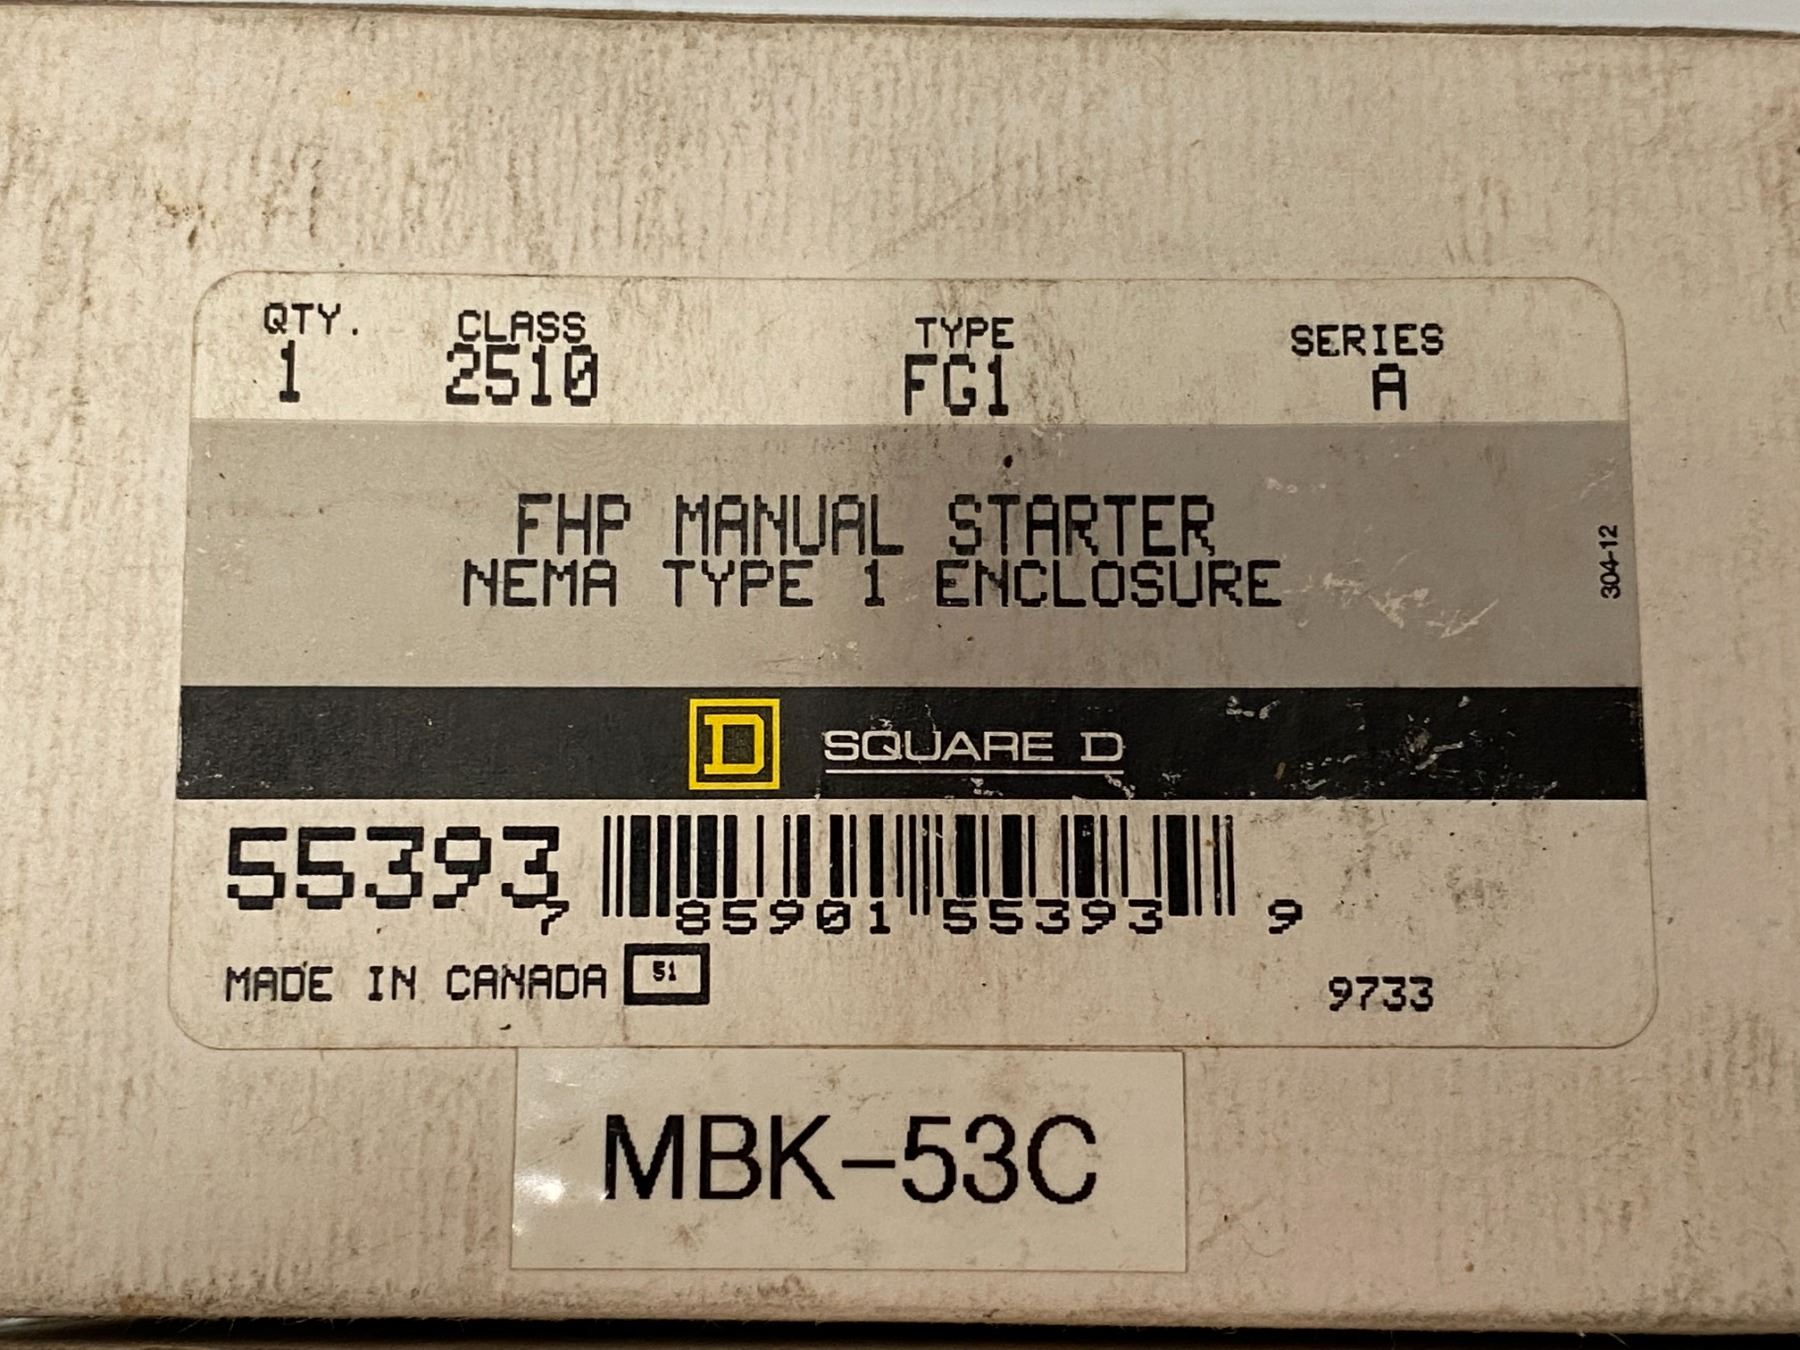 QTY. CLASS TYPE SERIES
1 2510 FG1 A
FHP MANUAL STARTER
NEMA TYPE 1 ENCLOSURE
304-12
D SQUARE D
55393
7 85901 55393 9
MADE IN CANADA 51 9733
MBK-53C